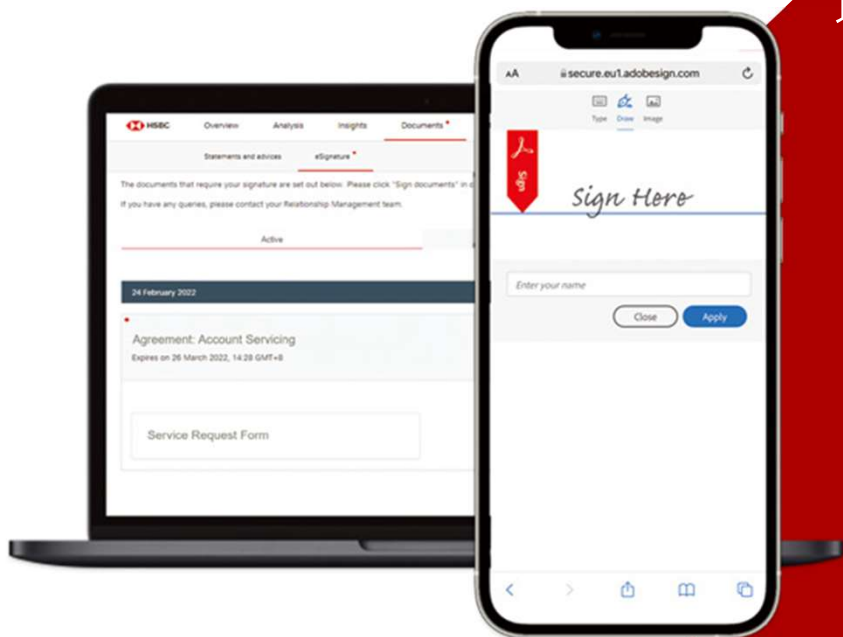 HSBC
Overview
Analysis
Insights
Documents
Statements and advices
eSignature
The documents that require your signature are set out below. Please click "Sign documents" in
If you have any queries, please contact your Relationship Management team.
Active
24 February 2022
Agreement: Account Servicing
Expires on 26 March 2022, 14:28 GMT+8
Service Request Form
AA
secure.eu1.adobesign.com
Type
Draw
Image
Sign
Sign Here
Enter your name
Close
Apply